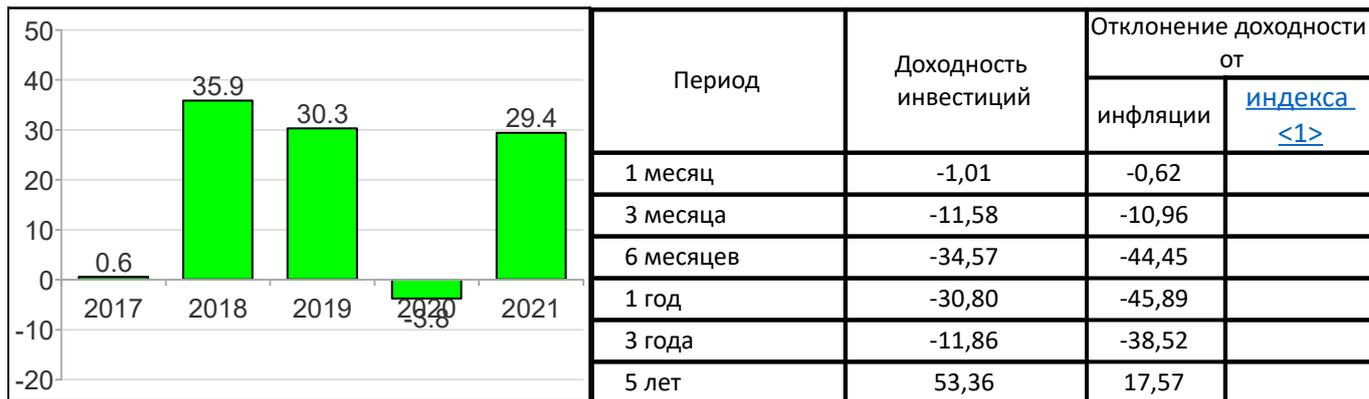 50
40
30
20
10
0
-10
-20
0.6
35.9
30.3
-3.8
29.4
2017
2018
2019
2020
2021
Период
Доходность
инвестиций
Отклонение доходности
от
инфляции
индекса
<1>
1 месяц -1,01 -0,62
3 месяца -11,58 -10,96
6 месяцев -34,57 -44,45
1 год -30,80 -45,89
3 года -11,86 -38,52
5 лет 53,36 17,57